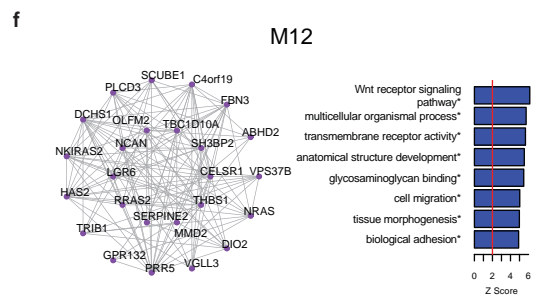 f
M12
SCUBE1
C4orf19
PLCD3
FBN3
DCHS1
OLFM2
TBC1D10A
ABHD2
NCAN
SH3BP2
NKIRAS2
LGR6
CELSR1
VPS37B
HAS2
RRAS2
THBS1
NRAS
SERPINE2
TRIB1
MMD2
DIO2
GPR132
PRR5
VGLL3
Wnt receptor signaling
pathway*
multicellular organismal process*
transmembrane receptor activity*
anatomical structure development*
glycosaminoglycan binding*
cell migration*
tissue morphogenesis*
biological adhesion*
0 2 4 6
Z Score